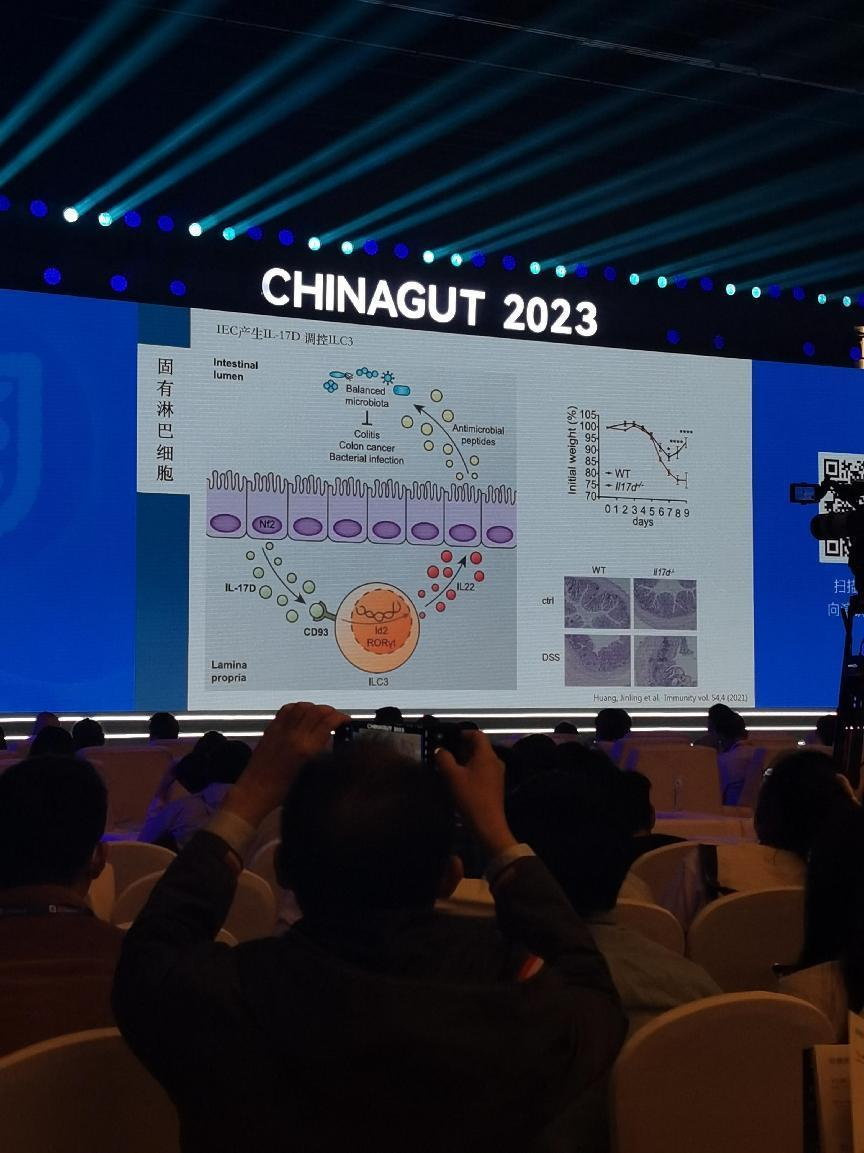 CHINAGUT 2023
IEC产生IL-17D 调控ILC3
固有淋巴细胞
Intestinal
lumen
Balanced
microbiota
Colitis
Colon cancer
Bacterial infection
Antimicrobial
peptides
Nf2
IL-17D
CD93
IL22
Id2
RORγt
ILC3
Lamina
propria
Initial weight (%)
105
100
95
90
85
80
75
70
WT
Il17d-/-
0 1 2 3 4 5 6 7 8 9
days
* **** ****
WT Il17d-/-
ctrl
DSS
Huang, Jinling et al. Immunity vol. 54,4 (2021)
扫
向